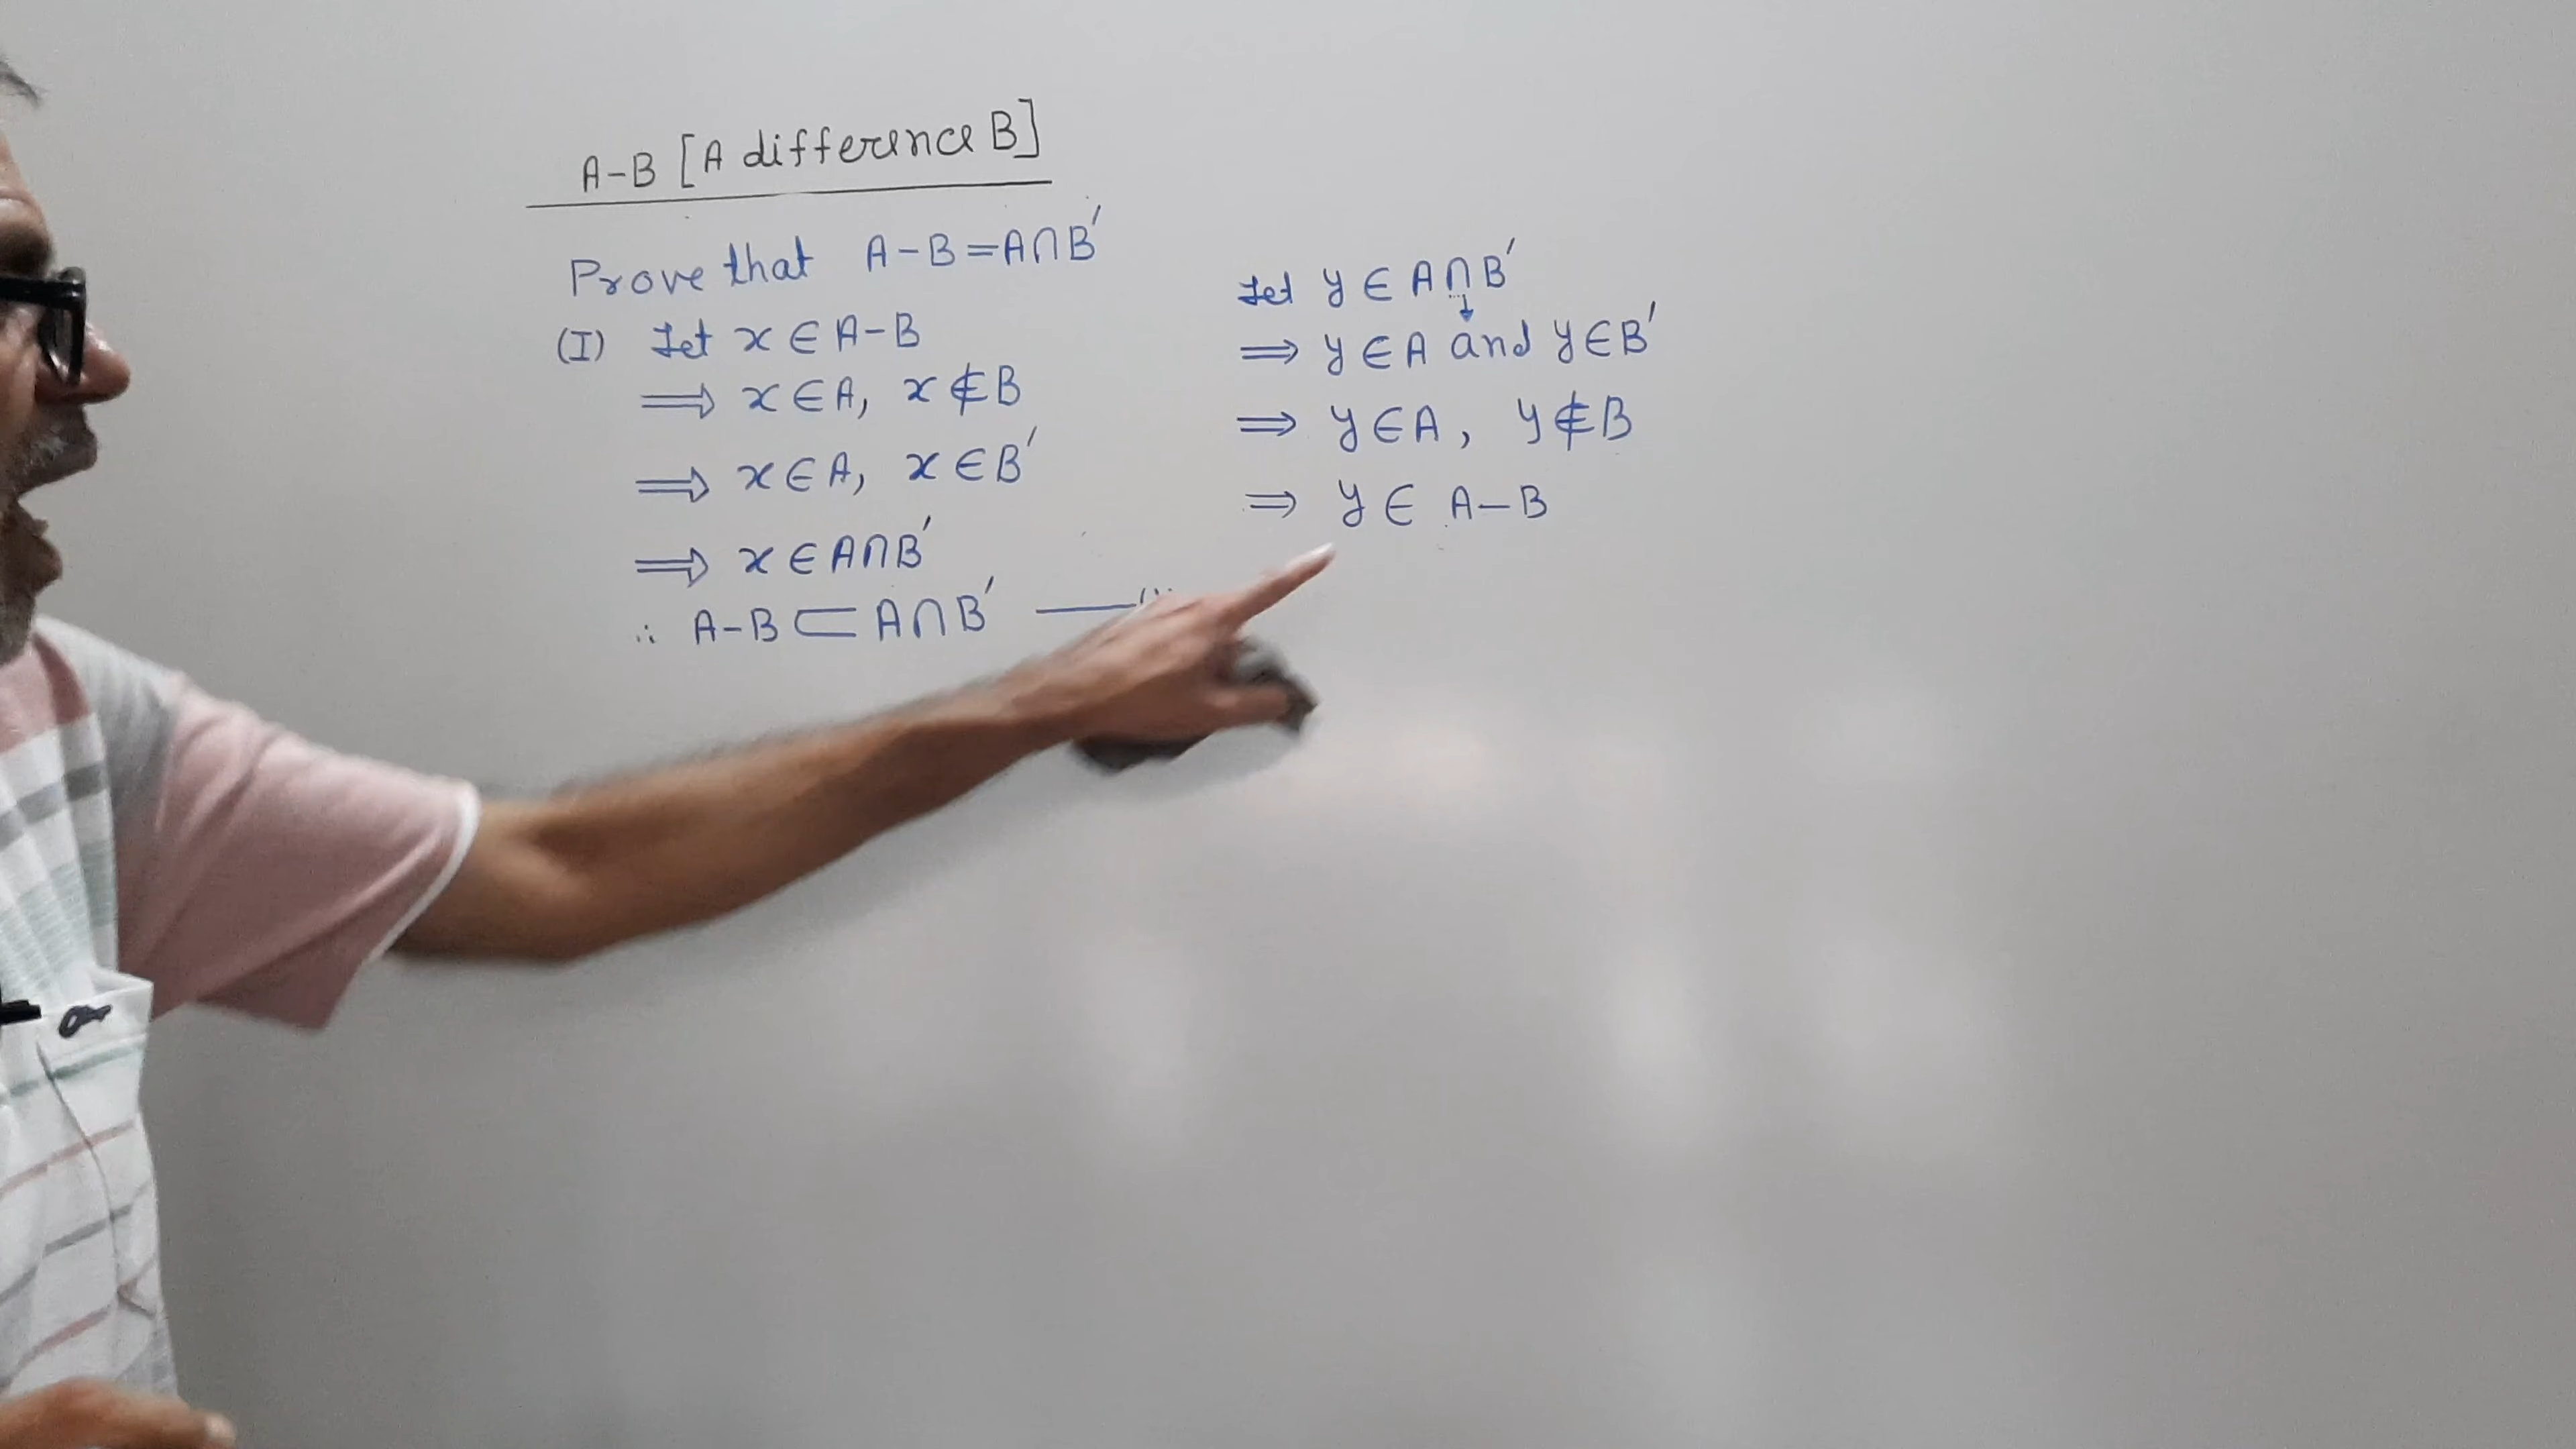 A-B [A difference B]
Prove that A-B=A∩B′
(I) Let x∈A-B
⟹ x∈A, x∉B
⟹ x∈A, x∈B′
⟹ x∈A∩B′
∴ A-B⊂A∩B′ —
Let y∈A∩B′
⟹ y∈A and y∈B′
⟹ y∈A, y∉B
⟹ y∈A-B